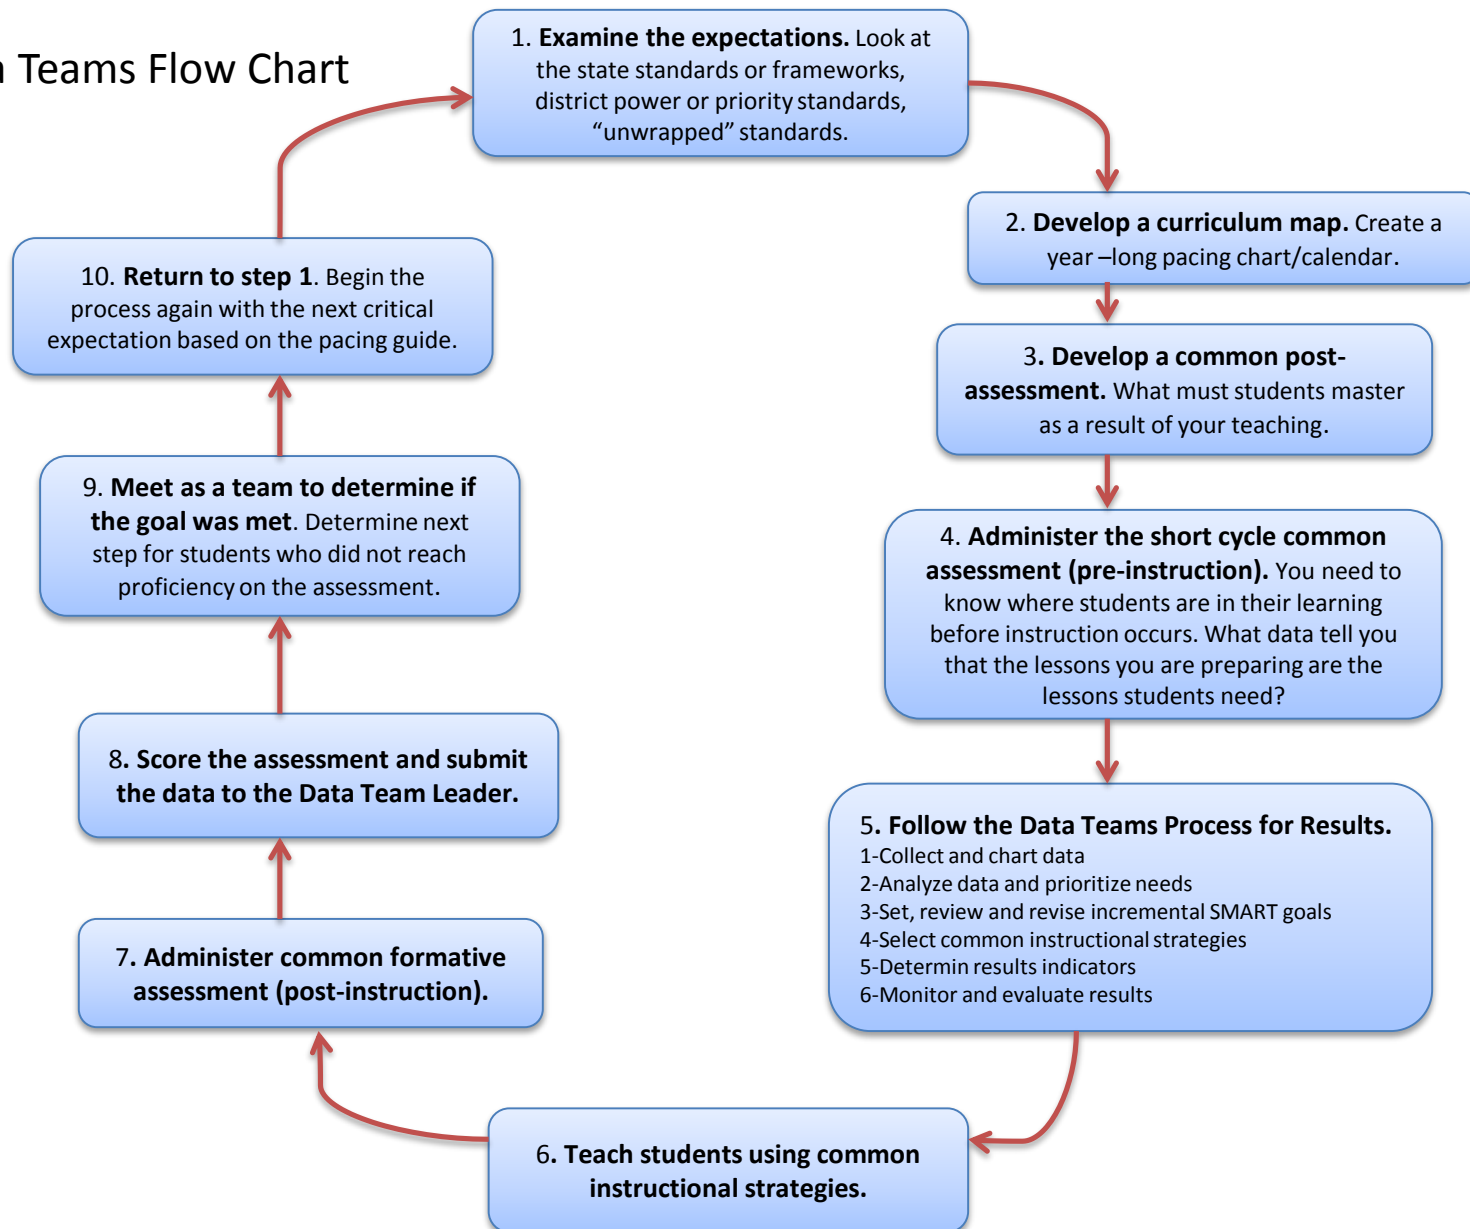 Teams Flow Chart
1. Examine the expectations. Look at
the state standards or frameworks,
district power or priority standards,
“unwrapped” standards.
2. Develop a curriculum map. Create a
year –long pacing chart/calendar.
3. Develop a common post-
assessment. What must students master
as a result of your teaching.
4. Administer the short cycle common
assessment (pre-instruction). You need to
know where students are in their learning
before instruction occurs. What data tell you
that the lessons you are preparing are the
lessons students need?
5. Follow the Data Teams Process for Results.
1-Collect and chart data
2-Analyze data and prioritize needs
3-Set, review and revise incremental SMART goals
4-Select common instructional strategies
5-Determin results indicators
6-Monitor and evaluate results
6. Teach students using common
instructional strategies.
7. Administer common formative
assessment (post-instruction).
8. Score the assessment and submit
the data to the Data Team Leader.
9. Meet as a team to determine if
the goal was met. Determine next
step for students who did not reach
proficiency on the assessment.
10. Return to step 1. Begin the
process again with the next critical
expectation based on the pacing guide.